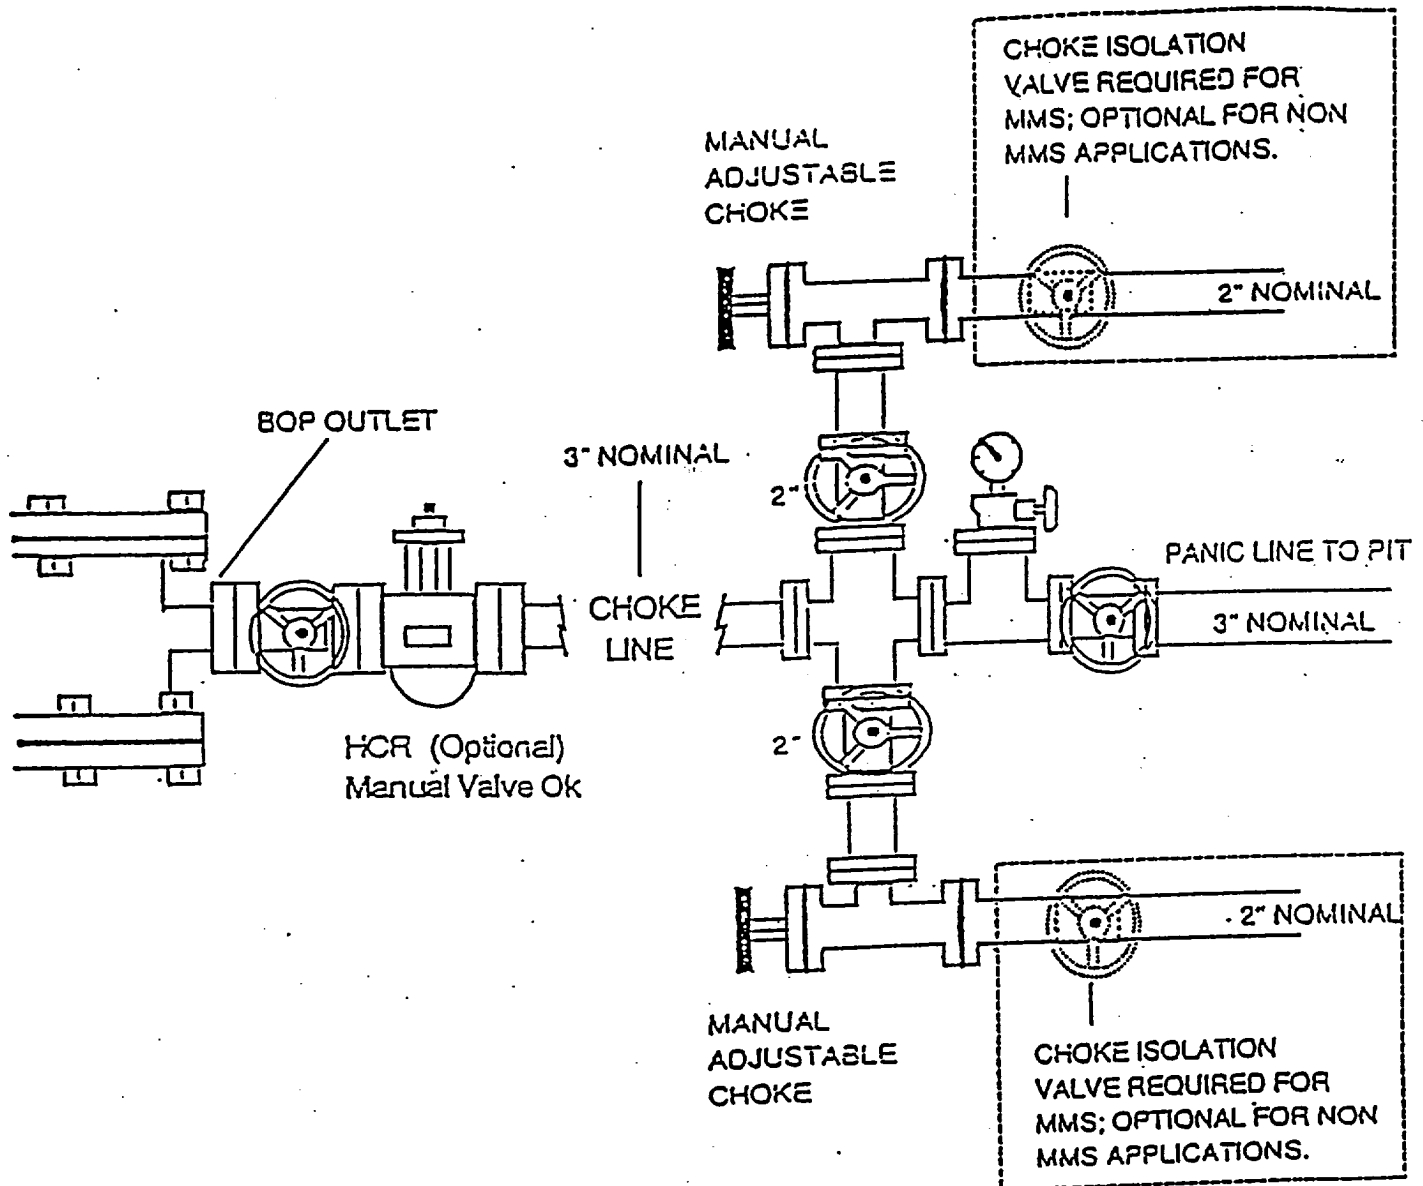 CHOKE ISOLATION
VALVE REQUIRED FOR
MMS; OPTIONAL FOR NON
MMS APPLICATIONS.
MANUAL
ADJUSTABLE
CHOKE
2" NOMINAL
BOP OUTLET
3" NOMINAL
2"
PANIC LINE TO PIT
CHOKE
LINE
3" NOMINAL
HCR (Optional)
Manual Valve Ok
2"
2" NOMINAL
MANUAL
ADJUSTABLE
CHOKE
CHOKE ISOLATION
VALVE REQUIRED FOR
MMS; OPTIONAL FOR NON
MMS APPLICATIONS.